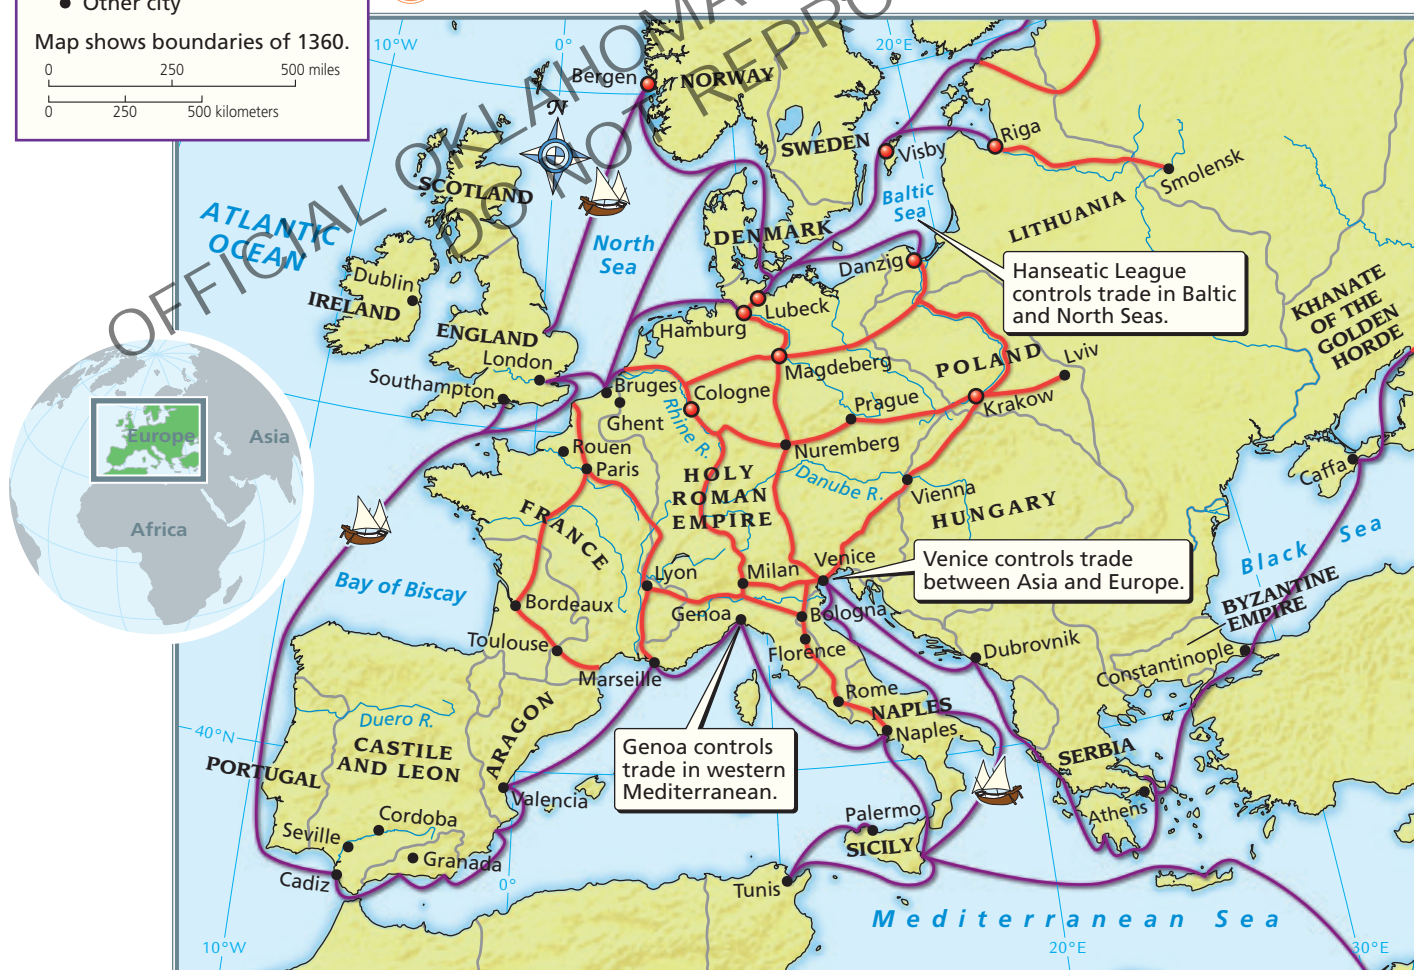 Other city
Map shows boundaries of 1360.
0 250 500 miles
0 250 500 kilometers
OFFICIAL OKLAHOMA
DO NOT REPRO
10°W
0°
20°E
N
Bergen
NORWAY
SWEDEN
Visby
Riga
Smolensk
SCOTLAND
ATLANTIC
OCEAN
North
Sea
Baltic
Sea
DENMARK
LITHUANIA
Dublin
IRELAND
Danzig
Hanseatic League
controls trade in Baltic
and North Seas.
KHANATE
OF THE
GOLDEN
HORDE
ENGLAND
London
Southampton
Hamburg
Lubeck
Magdeberg
POLAND
Lviv
Bruges
Ghent
Cologne
Rhine R.
Prague
Krakow
Europe
Asia
Africa
Rouen
Paris
Nuremberg
HOLY
ROMAN
EMPIRE
Danube R.
Vienna
HUNGARY
Caffa
FRANCE
Black Sea
Bay of Biscay
Lyon
Milan
Venice
Venice controls trade
between Asia and Europe.
BYZANTINE
EMPIRE
Bordeaux
Genoa
Bologna
Toulouse
Florence
Dubrovnik
Constantinople
Marseille
Rome
NAPLES
Naples
Duero R.
40°N
CASTILE
AND LEON
ARAGON
PORTUGAL
Genoa controls
trade in western
Mediterranean.
SERBIA
Valencia
Athens
Cordoba
Seville
Granada
Palermo
SICILY
Cadiz
0°
Tunis
Mediterranean Sea
10°W
20°E
30°E